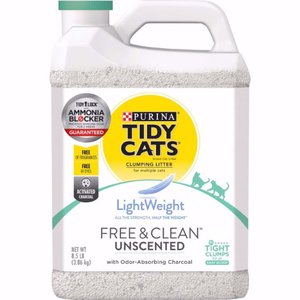 PURINA
TIDY
CATS
CLUMPING LITTER
for multiple cats
TIDY LOCK
AMMONIA
BLOCKER
GUARANTEED
FREE
OF FRAGRANCES
FREE
OF DYES
ACTIVATED
CHARCOAL
LightWeight
ALL THE STRENGTH, HALF THE WEIGHT
FREE & CLEAN
UNSCENTED
with Odor-Absorbing Charcoal
NET WT
8.5 LB
(3.86 kg)
TIGHT
CLUMPS